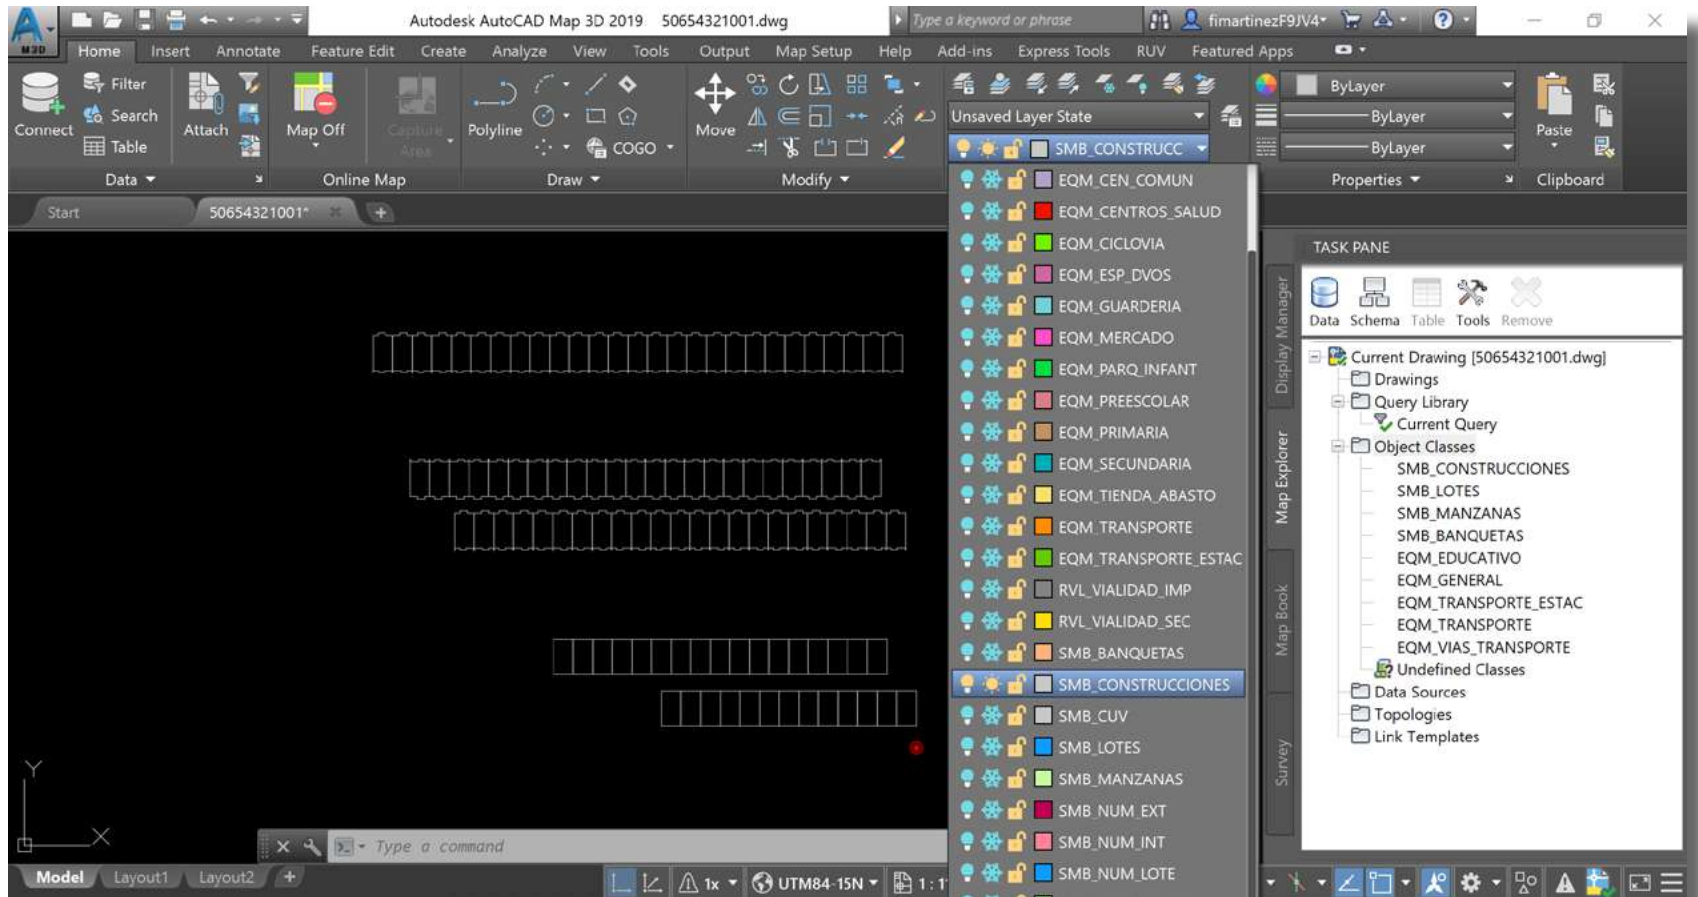 Autodesk AutoCAD Map 3D 2019 50654321001.dwg
Type a keyword or phrase
fimartinezF9JV4
M3D
Home Insert Annotate Feature Edit Create Analyze View Tools Output Map Setup Help Add-ins Express Tools RUV Featured Apps
Connect
Filter
Search
Table
Attach
Map Off
Capture
Area
Polyline
COGO
Move
Unsaved Layer State
SMB_CONSTRUCC
ByLayer
ByLayer
ByLayer
Paste
Data
Online Map
Draw
Modify
Properties
Clipboard
Start
50654321001*
EQM_CEN_COMUN
EQM_CENTROS_SALUD
EQM_CICLOVIA
EQM_ESP_DVOS
EQM_GUARDERIA
EQM_MERCADO
EQM_PARQ_INFANT
EQM_PREESCOLAR
EQM_PRIMARIA
EQM_SECUNDARIA
EQM_TIENDA_ABASTO
EQM_TRANSPORTE
EQM_TRANSPORTE_ESTAC
RVL_VIALIDAD_IMP
RVL_VIALIDAD_SEC
SMB_BANQUETAS
SMB_CONSTRUCCIONES
SMB_CUV
SMB_LOTES
SMB_MANZANAS
SMB_NUM_EXT
SMB_NUM_INT
SMB_NUM_LOTE
Display Manager
Map Explorer
Map Book
Survey
TASK PANE
Data Schema Table Tools Remove
Current Drawing [50654321001.dwg]
Drawings
Query Library
Current Query
Object Classes
SMB_CONSTRUCCIONES
SMB_LOTES
SMB_MANZANAS
SMB_BANQUETAS
EQM_EDUCATIVO
EQM_GENERAL
EQM_TRANSPORTE_ESTAC
EQM_TRANSPORTE
EQM_VIAS_TRANSPORTE
Undefined Classes
Data Sources
Topologies
Link Templates
Y
X
Type a command
Model Layout1 Layout2
1x
UTM84-15N